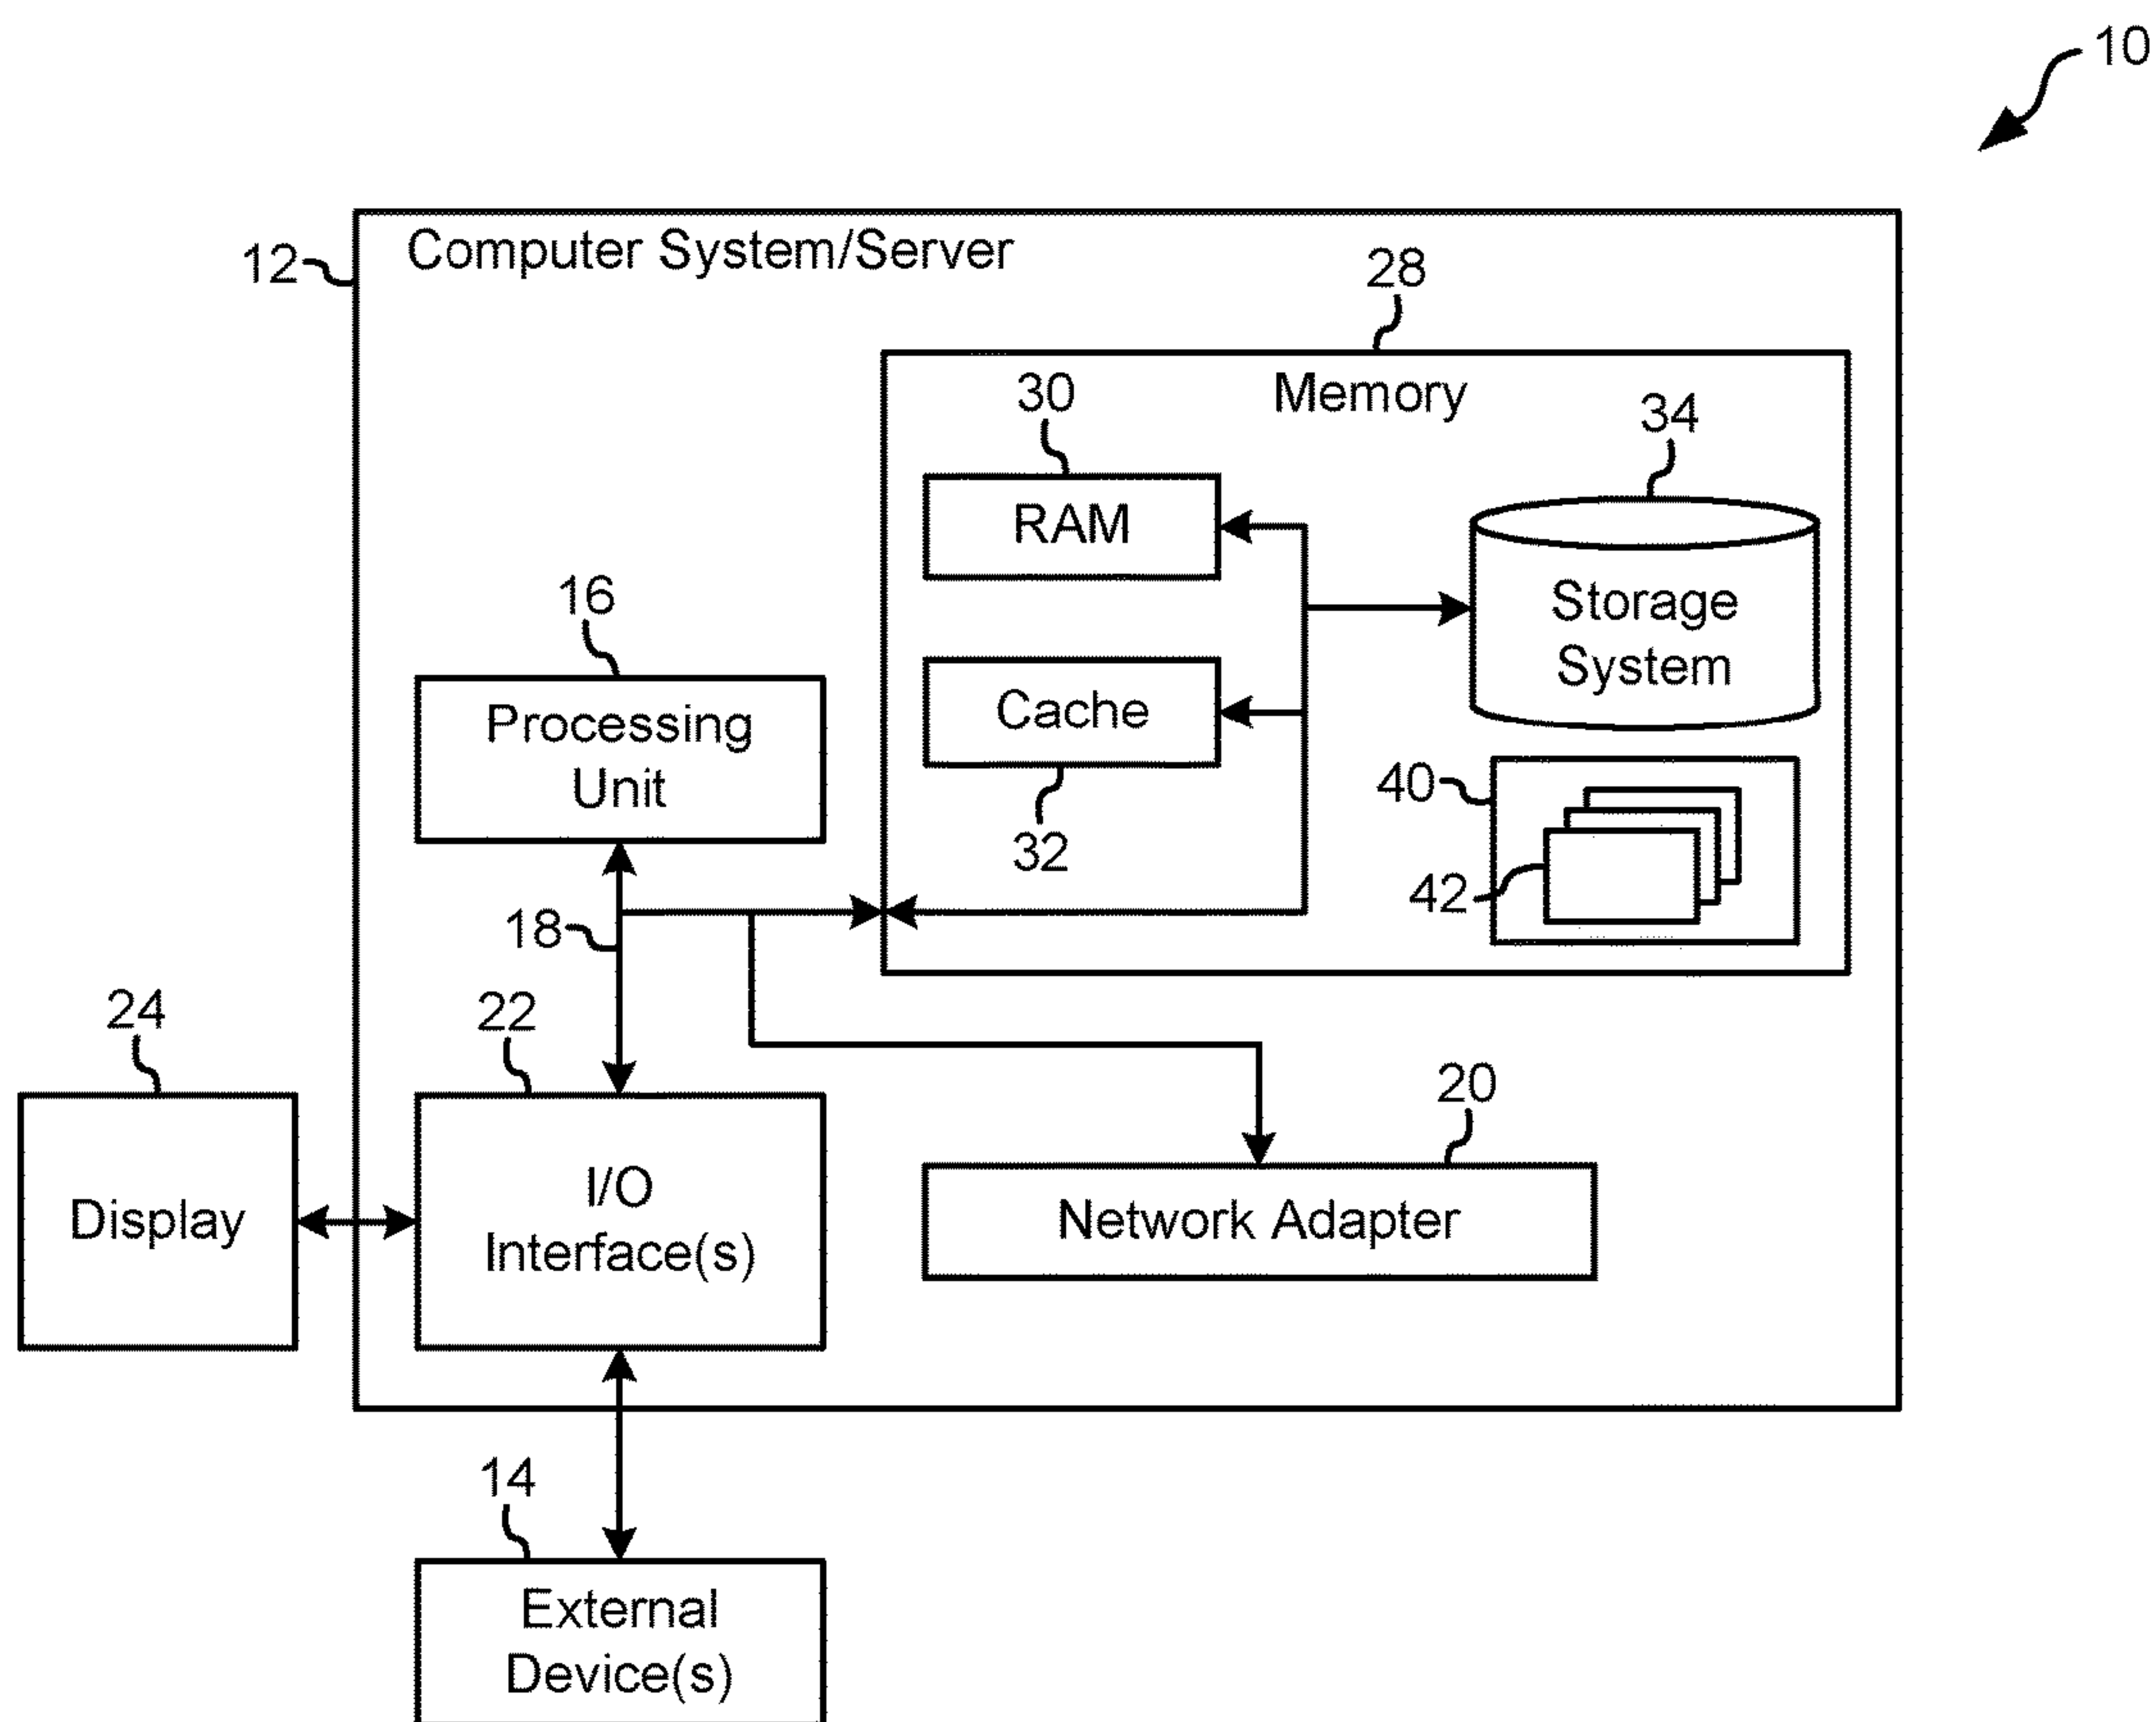 10
12
Computer System/Server
28
Memory
30
RAM
34
Storage
System
16
Processing
Unit
Cache
32
40
42
18
24
Display
22
I/O
Interface(s)
20
Network Adapter
14
External
Device(s)